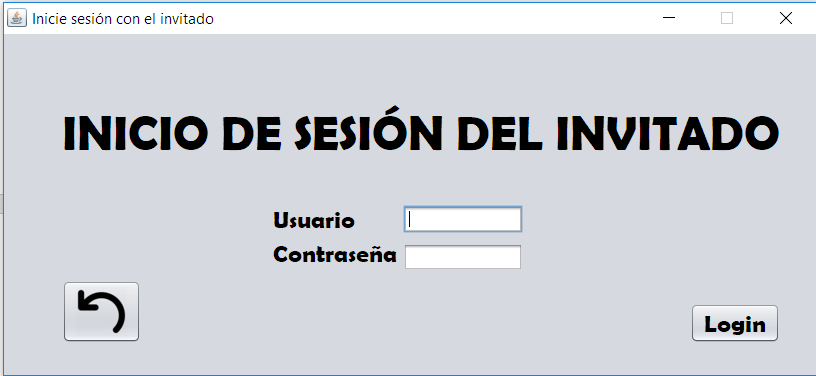 Inicie sesión con el invitado
INICIO DE SESIÓN DEL INVITADO
Usuario
Contraseña
Login